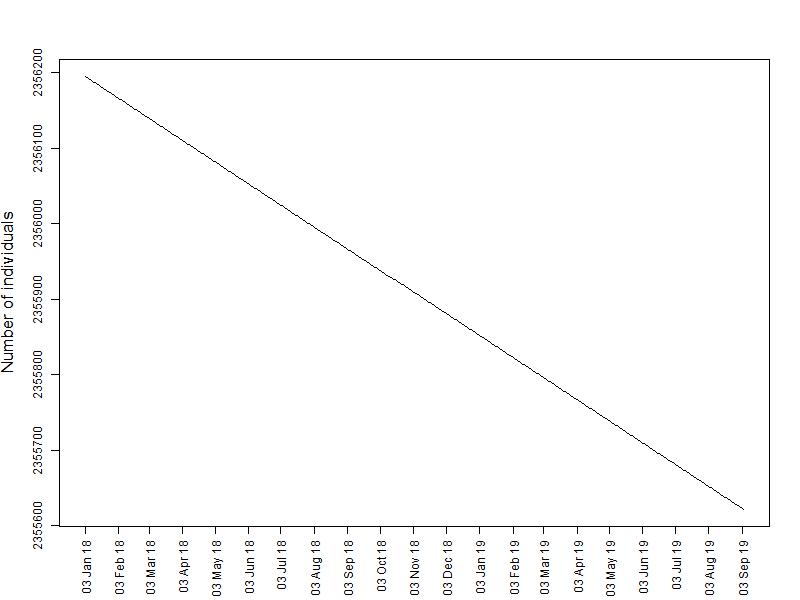 Number of individuals
2356200
2356100
2356000
2355900
2355800
2355700
2355600
03 Jan 18
03 Feb 18
03 Mar 18
03 Apr 18
03 May 18
03 Jun 18
03 Jul 18
03 Aug 18
03 Sep 18
03 Oct 18
03 Nov 18
03 Dec 18
03 Jan 19
03 Feb 19
03 Mar 19
03 Apr 19
03 May 19
03 Jun 19
03 Jul 19
03 Aug 19
03 Sep 19